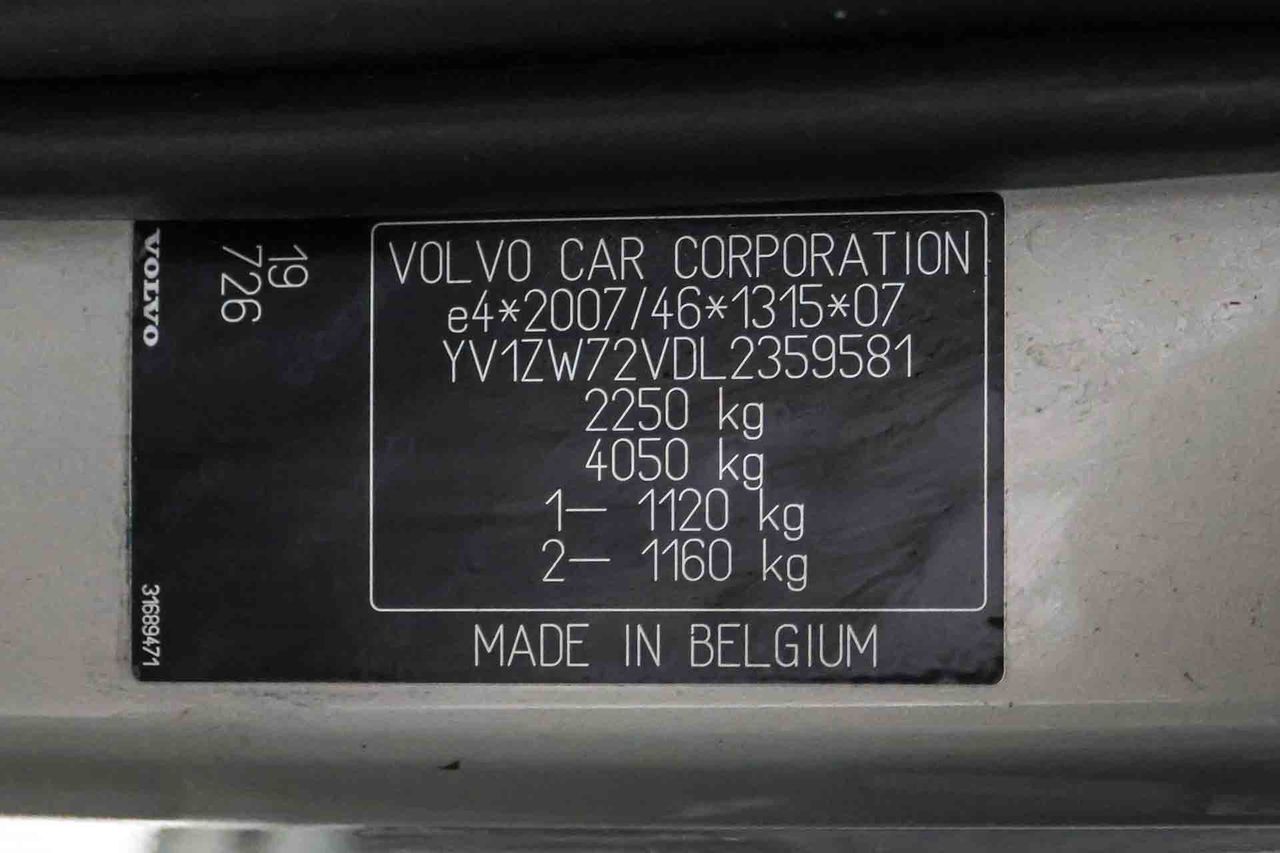 VOLVO
19
726
31689471
VOLVO CAR CORPORATION
e4*2007/46*1315*07
YV1ZW72VDL2359581
2250 kg
4050 kg
1— 1120 kg
2— 1160 kg
MADE IN BELGIUM